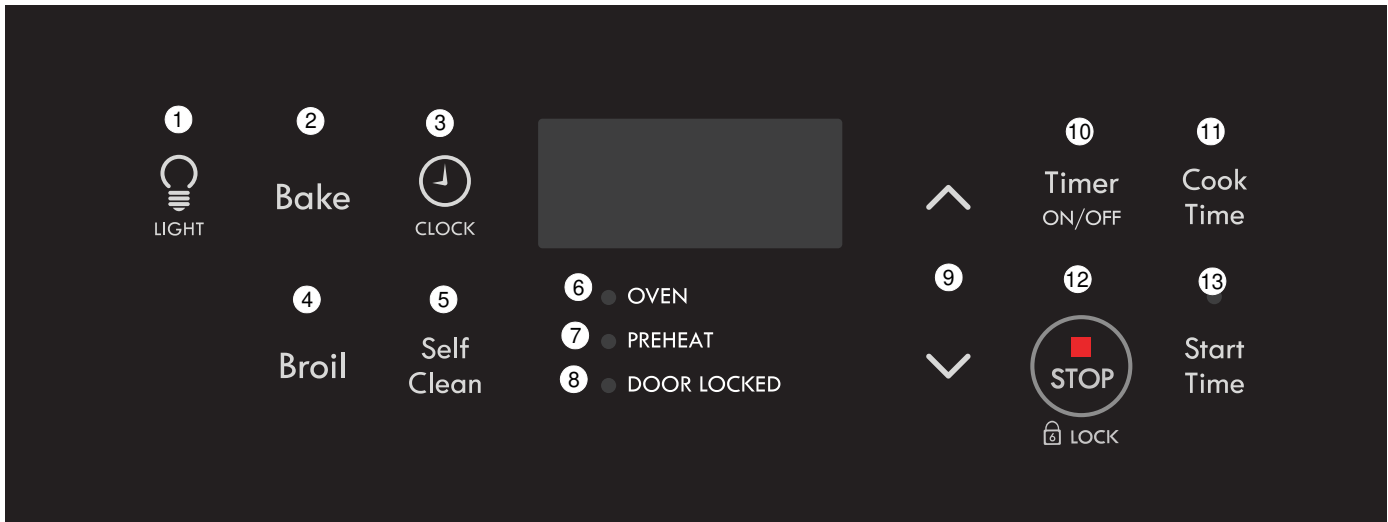 1
LIGHT
2
Bake
3
CLOCK
4
Broil
5
Self
Clean
6 OVEN
7 PREHEAT
8 DOOR LOCKED
9
10
Timer
ON/OFF
11
Cook
Time
12
STOP
6 LOCK
13
Start
Time